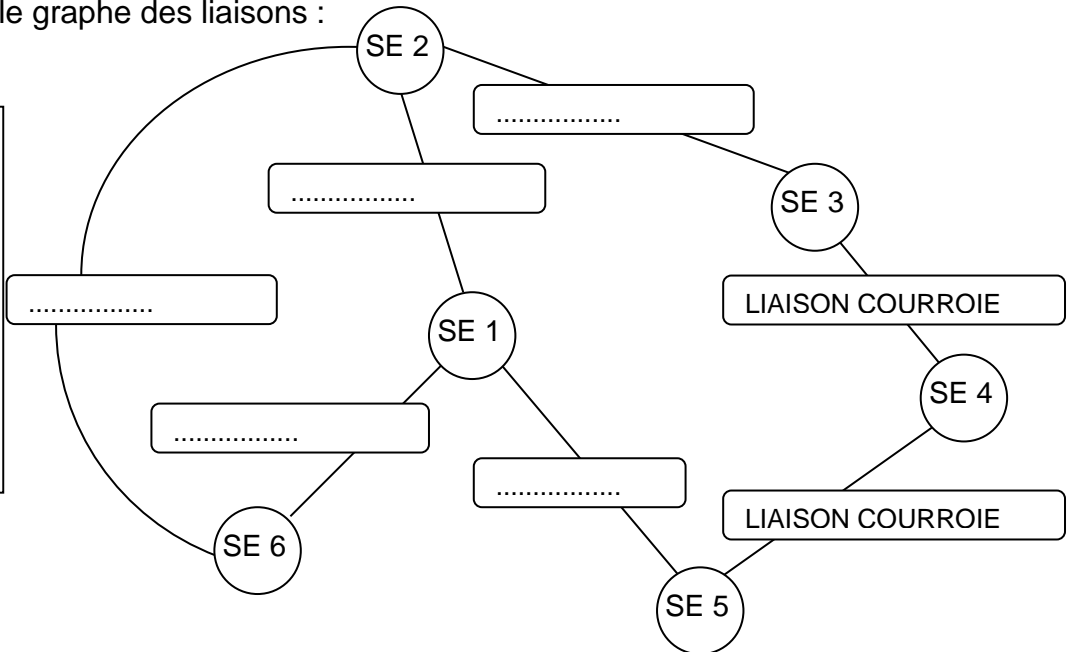 le graphe des liaisons :
SE 2
.................
.................
SE 3
.................
LIAISON COURROIE
SE 1
SE 4
.................
.................
LIAISON COURROIE
SE 6
SE 5